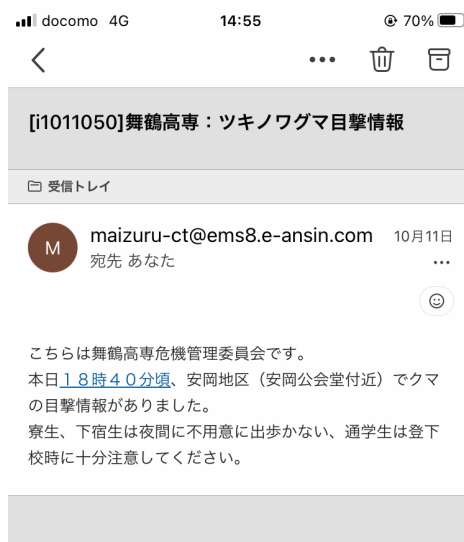 docomo 4G 14:55 70%
[i1011050]舞鶴高専：ツキノワグマ目撃情報
受信トレイ
M
maizuru-ct@ems8.e-ansin.com 10月11日
宛先 あなた
こちらは舞鶴高専危機管理委員会です。
本日１８時４０分頃、安岡地区（安岡公会堂付近）でクマ
の目撃情報がありました。
寮生、下宿生は夜間に不用意に出歩かない、通学生は登下
校時に十分注意してください。